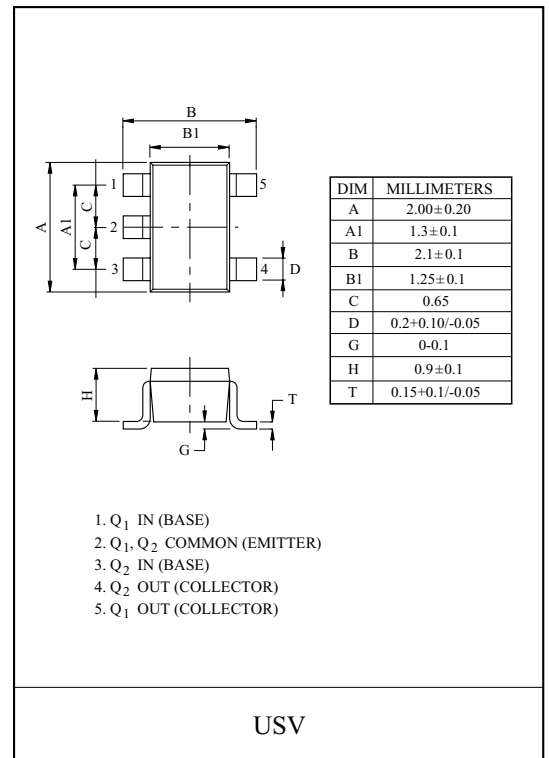 B
B1
1
5
C
A1
A
2
C
3
4
D
DIM MILLIMETERS
A 2.00±0.20
A1 1.3±0.1
B 2.1±0.1
B1 1.25±0.1
C 0.65
D 0.2+0.10/-0.05
G 0-0.1
H 0.9±0.1
T 0.15+0.1/-0.05
H
T
G
1. Q1 IN (BASE)
2. Q1, Q2 COMMON (EMITTER)
3. Q2 IN (BASE)
4. Q2 OUT (COLLECTOR)
5. Q1 OUT (COLLECTOR)
USV